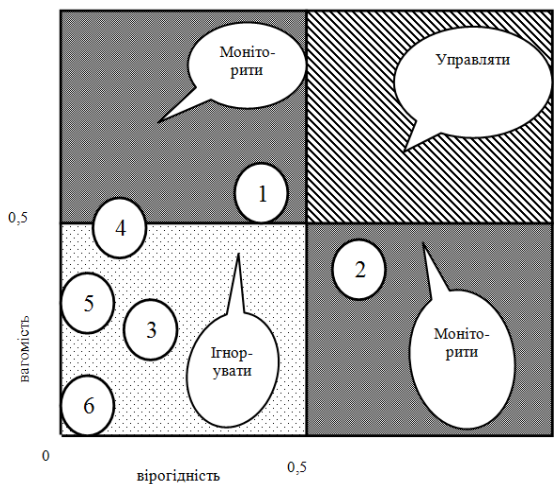 Моніто-
рити
Управляти
1
0,5
4
2
5
3
Ігнор-
увати
Моніто-
рити
6
вагомість
0
0,5
вірогідність